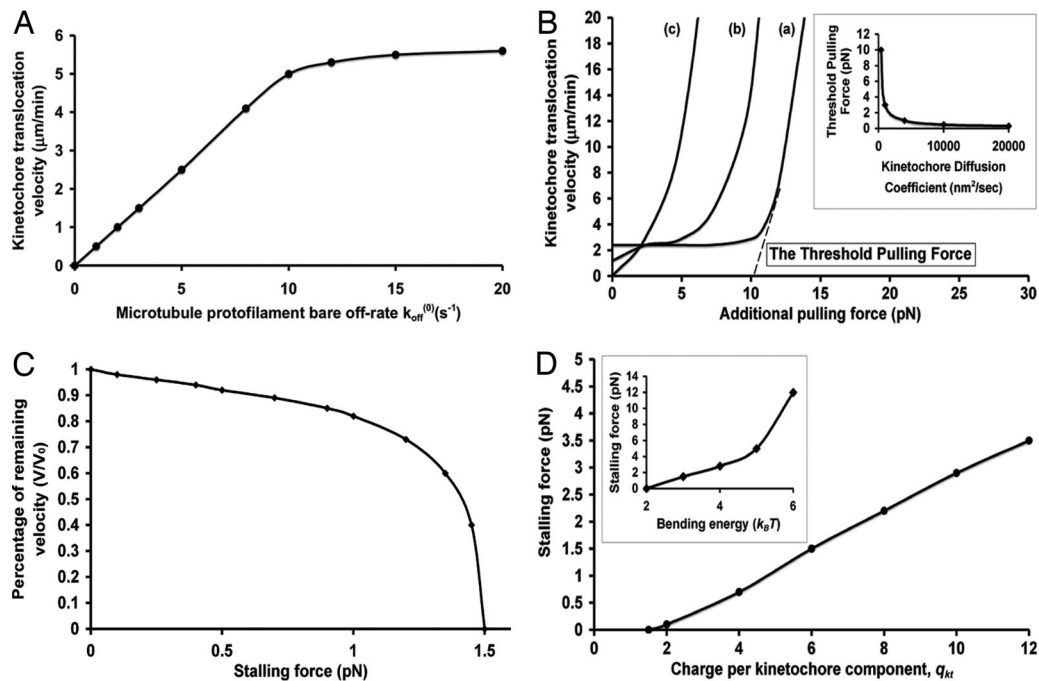 A
Kinetochore translocation
velocity (μm/min)
6
5
4
3
2
1
0
0 5 10 15 20
Microtubule protofilament bare off-rate koff(0)(s-1)
B
Kinetochore translocation
velocity (μm/min)
20
18
16
14
12
10
8
6
4
2
0
(c) (b) (a)
The Threshold Pulling Force
0 5 10 15 20 25 30
Additional pulling force (pN)
Threshold Pulling
Force (pN)
12
10
8
6
4
2
0
0 10000 20000
Kinetochore Diffusion
Coefficient (nm2/sec)
C
Percentage of remaining
velocity (V/V0)
1
0.9
0.8
0.7
0.6
0.5
0.4
0.3
0.2
0.1
0
0 0.5 1 1.5
Stalling force (pN)
D
Stalling force (pN)
5
4.5
4
3.5
3
2.5
2
1.5
1
0.5
0
0 2 4 6 8 10 12
Charge per kinetochore component, qkt
Stalling force (pN)
14
12
10
8
6
4
2
0
2 3 4 5 6
Bending energy (kBT)